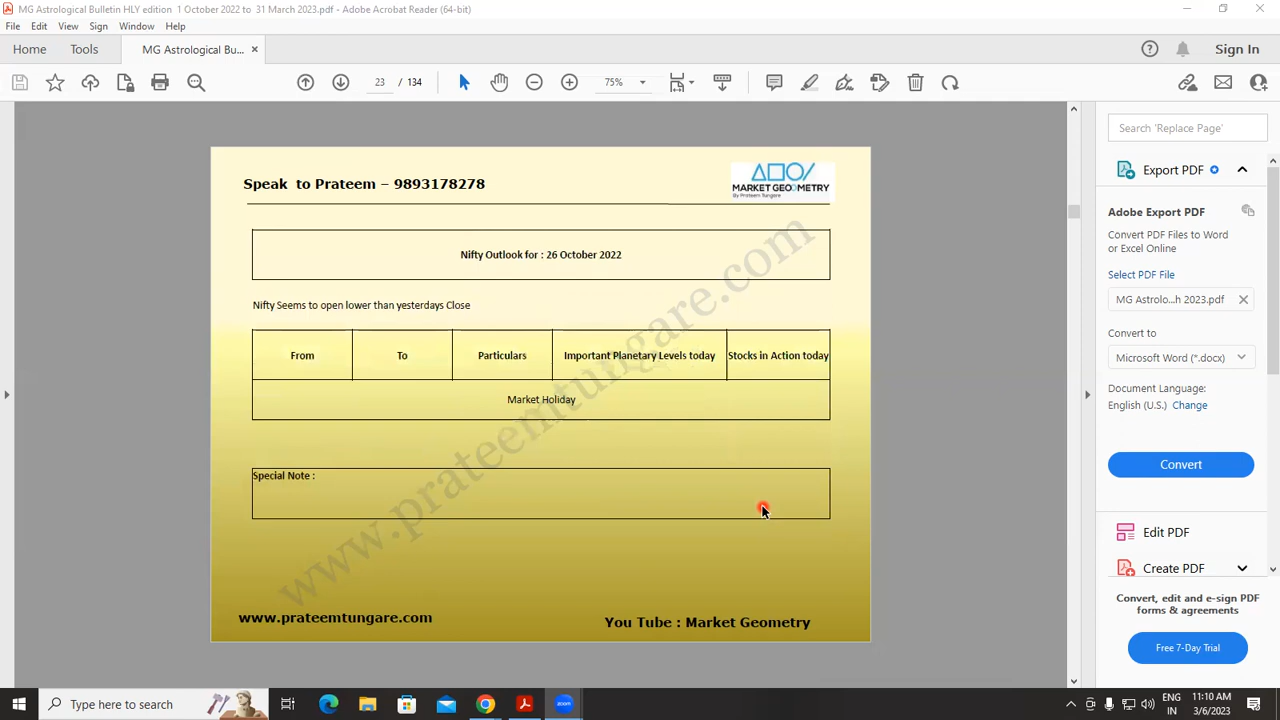 MG Astrological Bulletin HLY edition 1 October 2022 to 31 March 2023.pdf - Adobe Acrobat Reader (64-bit)
File Edit View Sign Window Help
Home Tools MG Astrological Bu... × Sign In
23 / 134 75%
Search 'Replace Page'
Speak to Prateem – 9893178278
MARKET GEOMETRY
By Prateem Tungare
Nifty Outlook for : 26 October 2022
Nifty Seems to open lower than yesterdays Close
From To Particulars Important Planetary Levels today Stocks in Action today
Market Holiday
Special Note :
www.prateemtungare.com
www.prateemtungare.com
You Tube : Market Geometry
Export PDF
Adobe Export PDF
Convert PDF Files to Word
or Excel Online
Select PDF File
MG Astrolo...h 2023.pdf
Convert to
Microsoft Word (*.docx)
Document Language:
English (U.S.) Change
Convert
Edit PDF
Create PDF
Convert, edit and e-sign PDF
forms & agreements
Free 7-Day Trial
Type here to search
zoom
ENG
IN
11:10 AM
3/6/2023